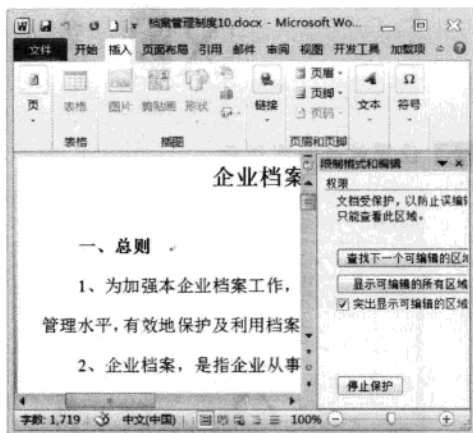 档案管理制度10.docx - Microsoft Wo...
文件 开始 插入 页面布局 引用 邮件 审阅 视图 开发工具 加载项
页 表格 图片 剪贴画 形状 链接 页眉 页脚 页码 文本 符号
表格 插图 页眉和页脚
限制格式和编辑
权限
文档受保护，以防止误编辑
只能查看此区域。
查找下一个可编辑的区域
显示可编辑的所有区域
突出显示可编辑的区域
停止保护
企业档案
一、总则
1、为加强本企业档案工作，
管理水平，有效地保护及利用档案
2、企业档案，是指企业从事
字数: 1,719 中文(中国) 100%